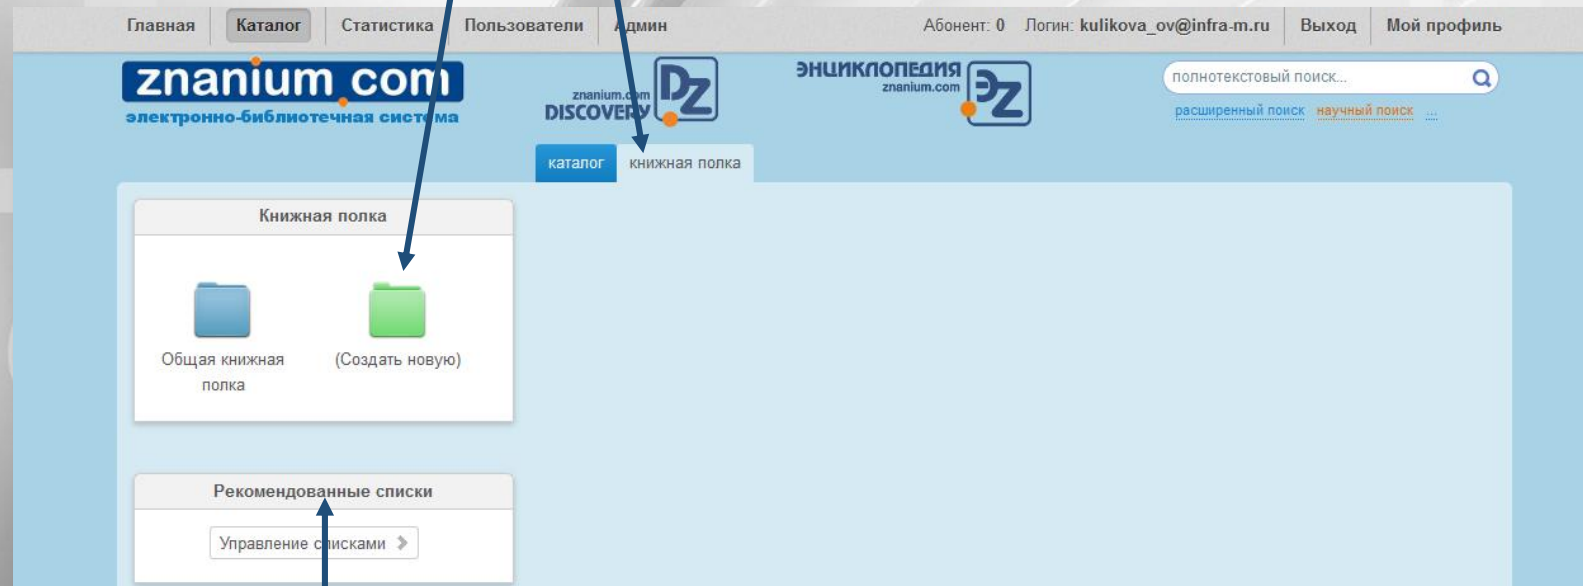 Главная Каталог Статистика Пользователи Админ Абонент: 0 Логин: kulikova_ov@infra-m.ru Выход Мой профиль
znanium.com
электронно-библиотечная система
znanium.com
DISCOVERY DZ
ЭНЦИКЛОПЕДИЯ
znanium.com ЭZ
полнотекстовый поиск...
расширенный поиск научный поиск ...
каталог книжная полка
Книжная полка
Общая книжная полка
(Создать новую)
Рекомендованные списки
Управление списками